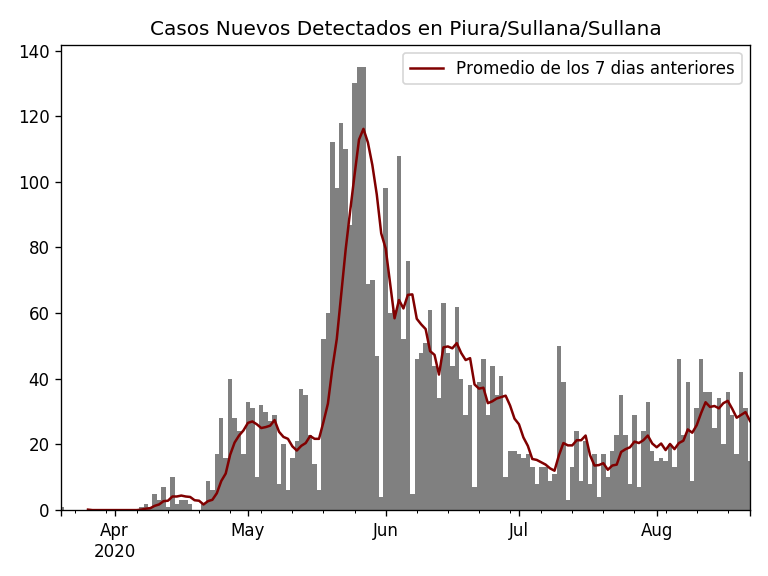 Casos Nuevos Detectados en Piura/Sullana/Sullana
Promedio de los 7 dias anteriores
140
120
100
80
60
40
20
0
Apr
2020
May
Jun
Jul
Aug